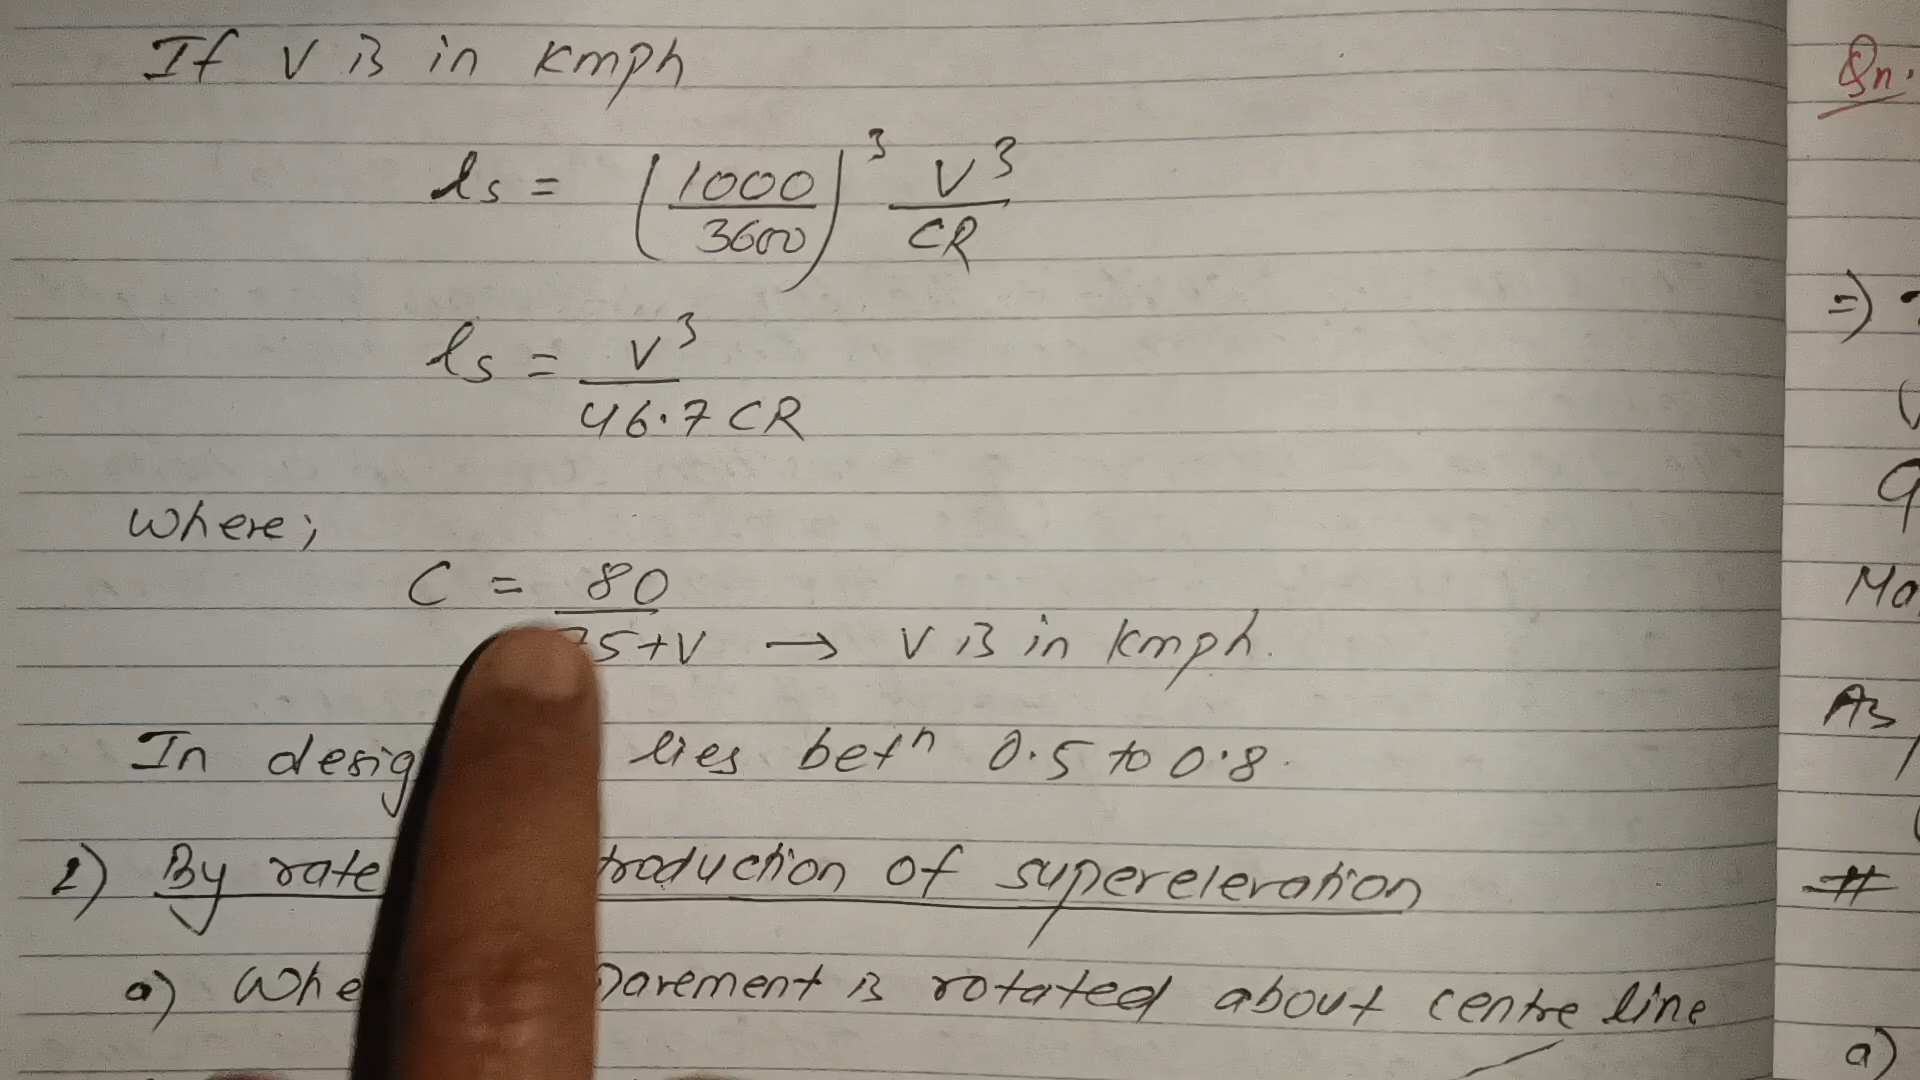 If V is in kmph
ls = (1000/3600)^3 V^3/CR
ls = V^3/46.7 CR
Where;
C = 80/75+V → V is in kmph.
In desig lies betn 0.5 to 0.8.
2) By rate troduction of superelevation
a) Whe pavement is rotated about centre line
Qn.
=)
Ma
As
#
a)